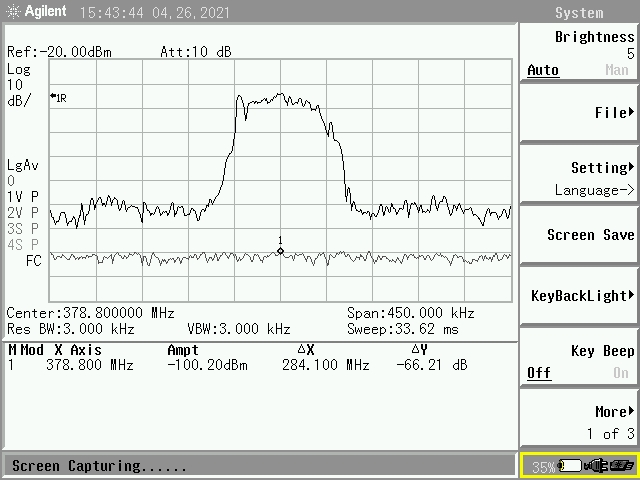 Agilent 15:43:44 04,26,2021 System
Ref:-20.00dBm Att:10 dB
Log
10
dB/
1R
LgAv
0
1V P
2V P
3S P
4S P
FC
1
Center:378.800000 MHz Span:450.000 kHz
Res BW:3.000 kHz VBW:3.000 kHz Sweep:33.62 ms
M Mod X Axis Ampt ΔX ΔY
1 378.800 MHz -100.20dBm 284.100 MHz -66.21 dB
Screen Capturing......
Brightness
5
Auto Man
File
Setting
Language->
Screen Save
KeyBackLight
Key Beep
Off On
More
1 of 3
35%